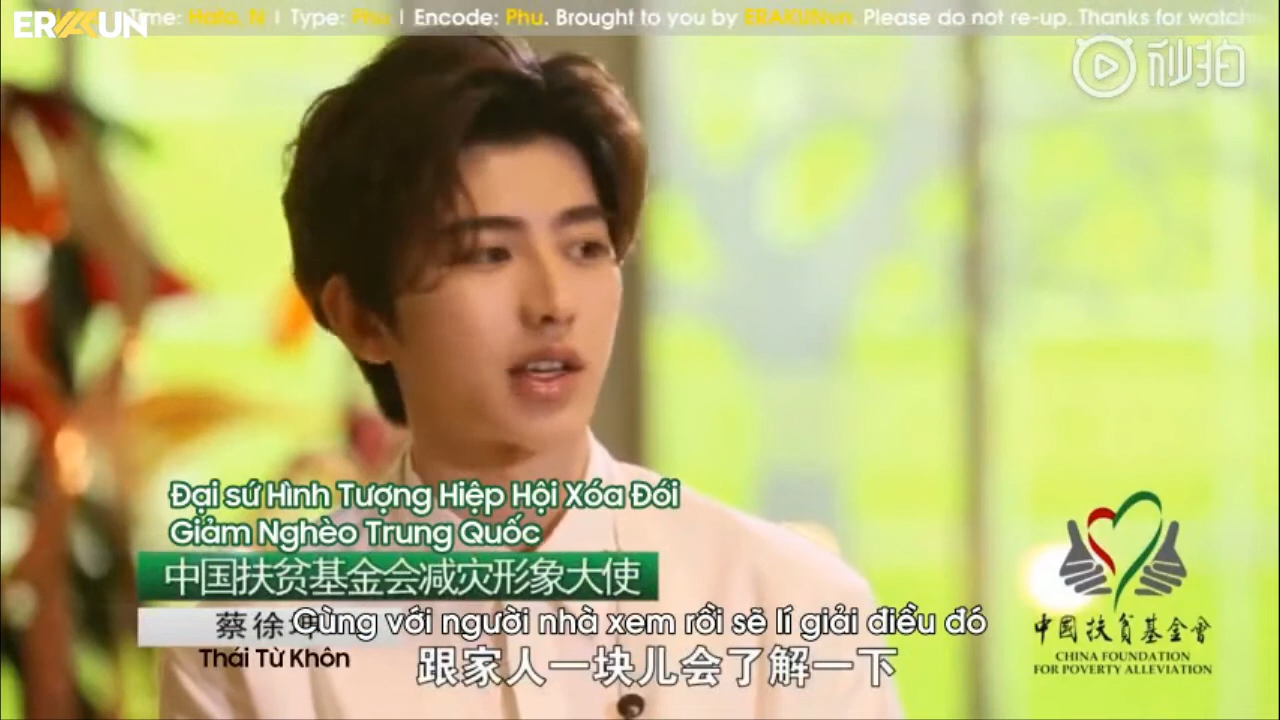 Time: Hata, N | Type: Phu | Encode: Phu. Brought to you by ERAKUNvn. Please do not re-up. Thanks for watchi
ERAKUN
秒拍
Đại sứ Hình Tượng Hiệp Hội Xóa Đói
Giảm Nghèo Trung Quốc
中国扶贫基金会减灾形象大使
蔡徐坤
Thái Từ Khôn
Cùng với người nhà xem rồi sẽ lí giải điều đó
跟家人一块儿会了解一下
中國扶貧基金會
CHINA FOUNDATION
FOR POVERTY ALLEVIATION